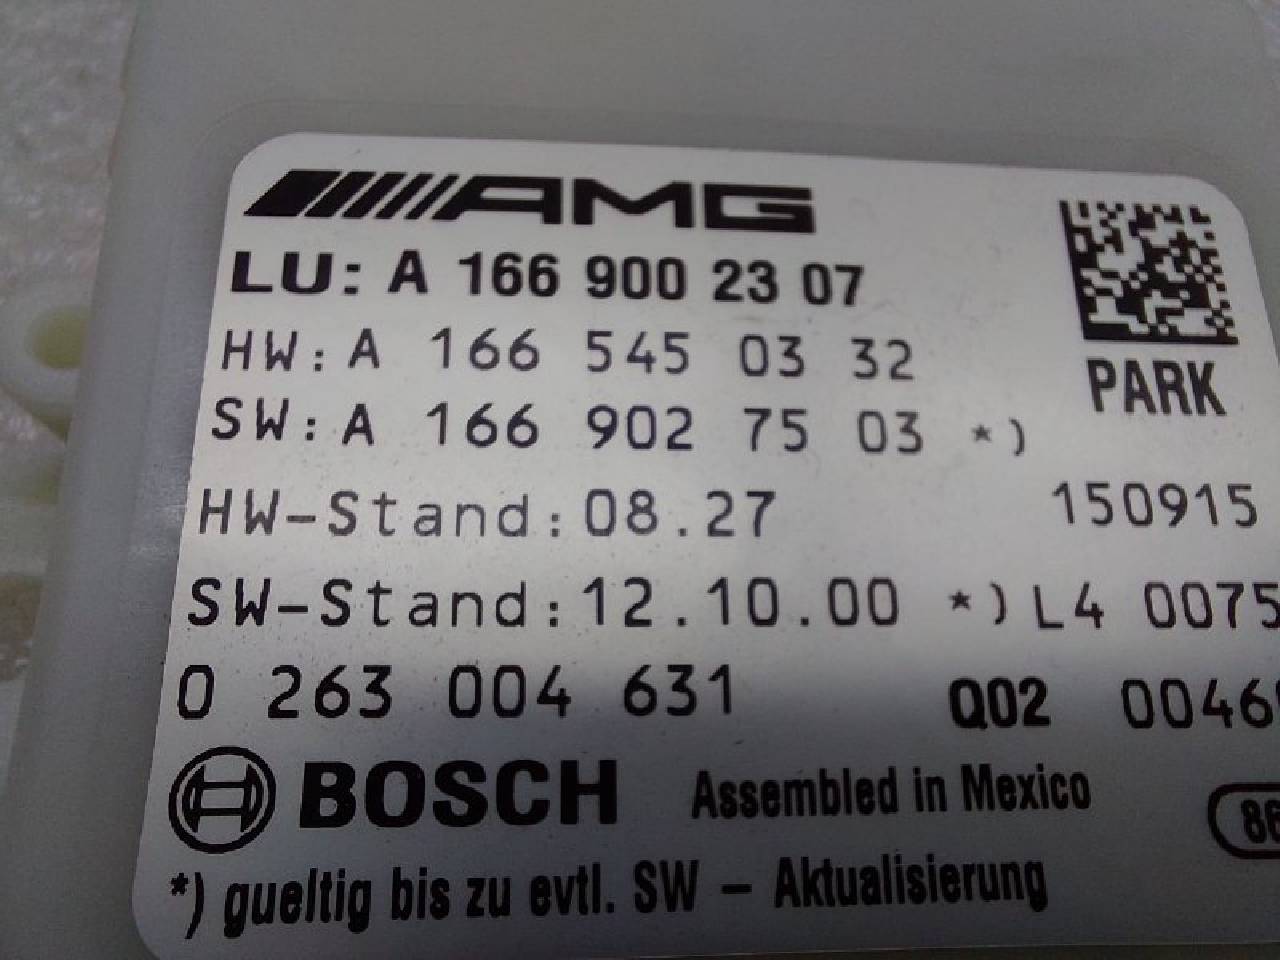 AMG
LU: A 166 900 23 07
HW: A 166 545 03 32
PARK
SW: A 166 902 75 03 *)
HW-Stand: 08.27 150915
SW-Stand: 12.10.00 *) L4 0075
0 263 004 631 Q02 0046
BOSCH Assembled in Mexico
86
*) gueltig bis zu evtl. SW - Aktualisierung